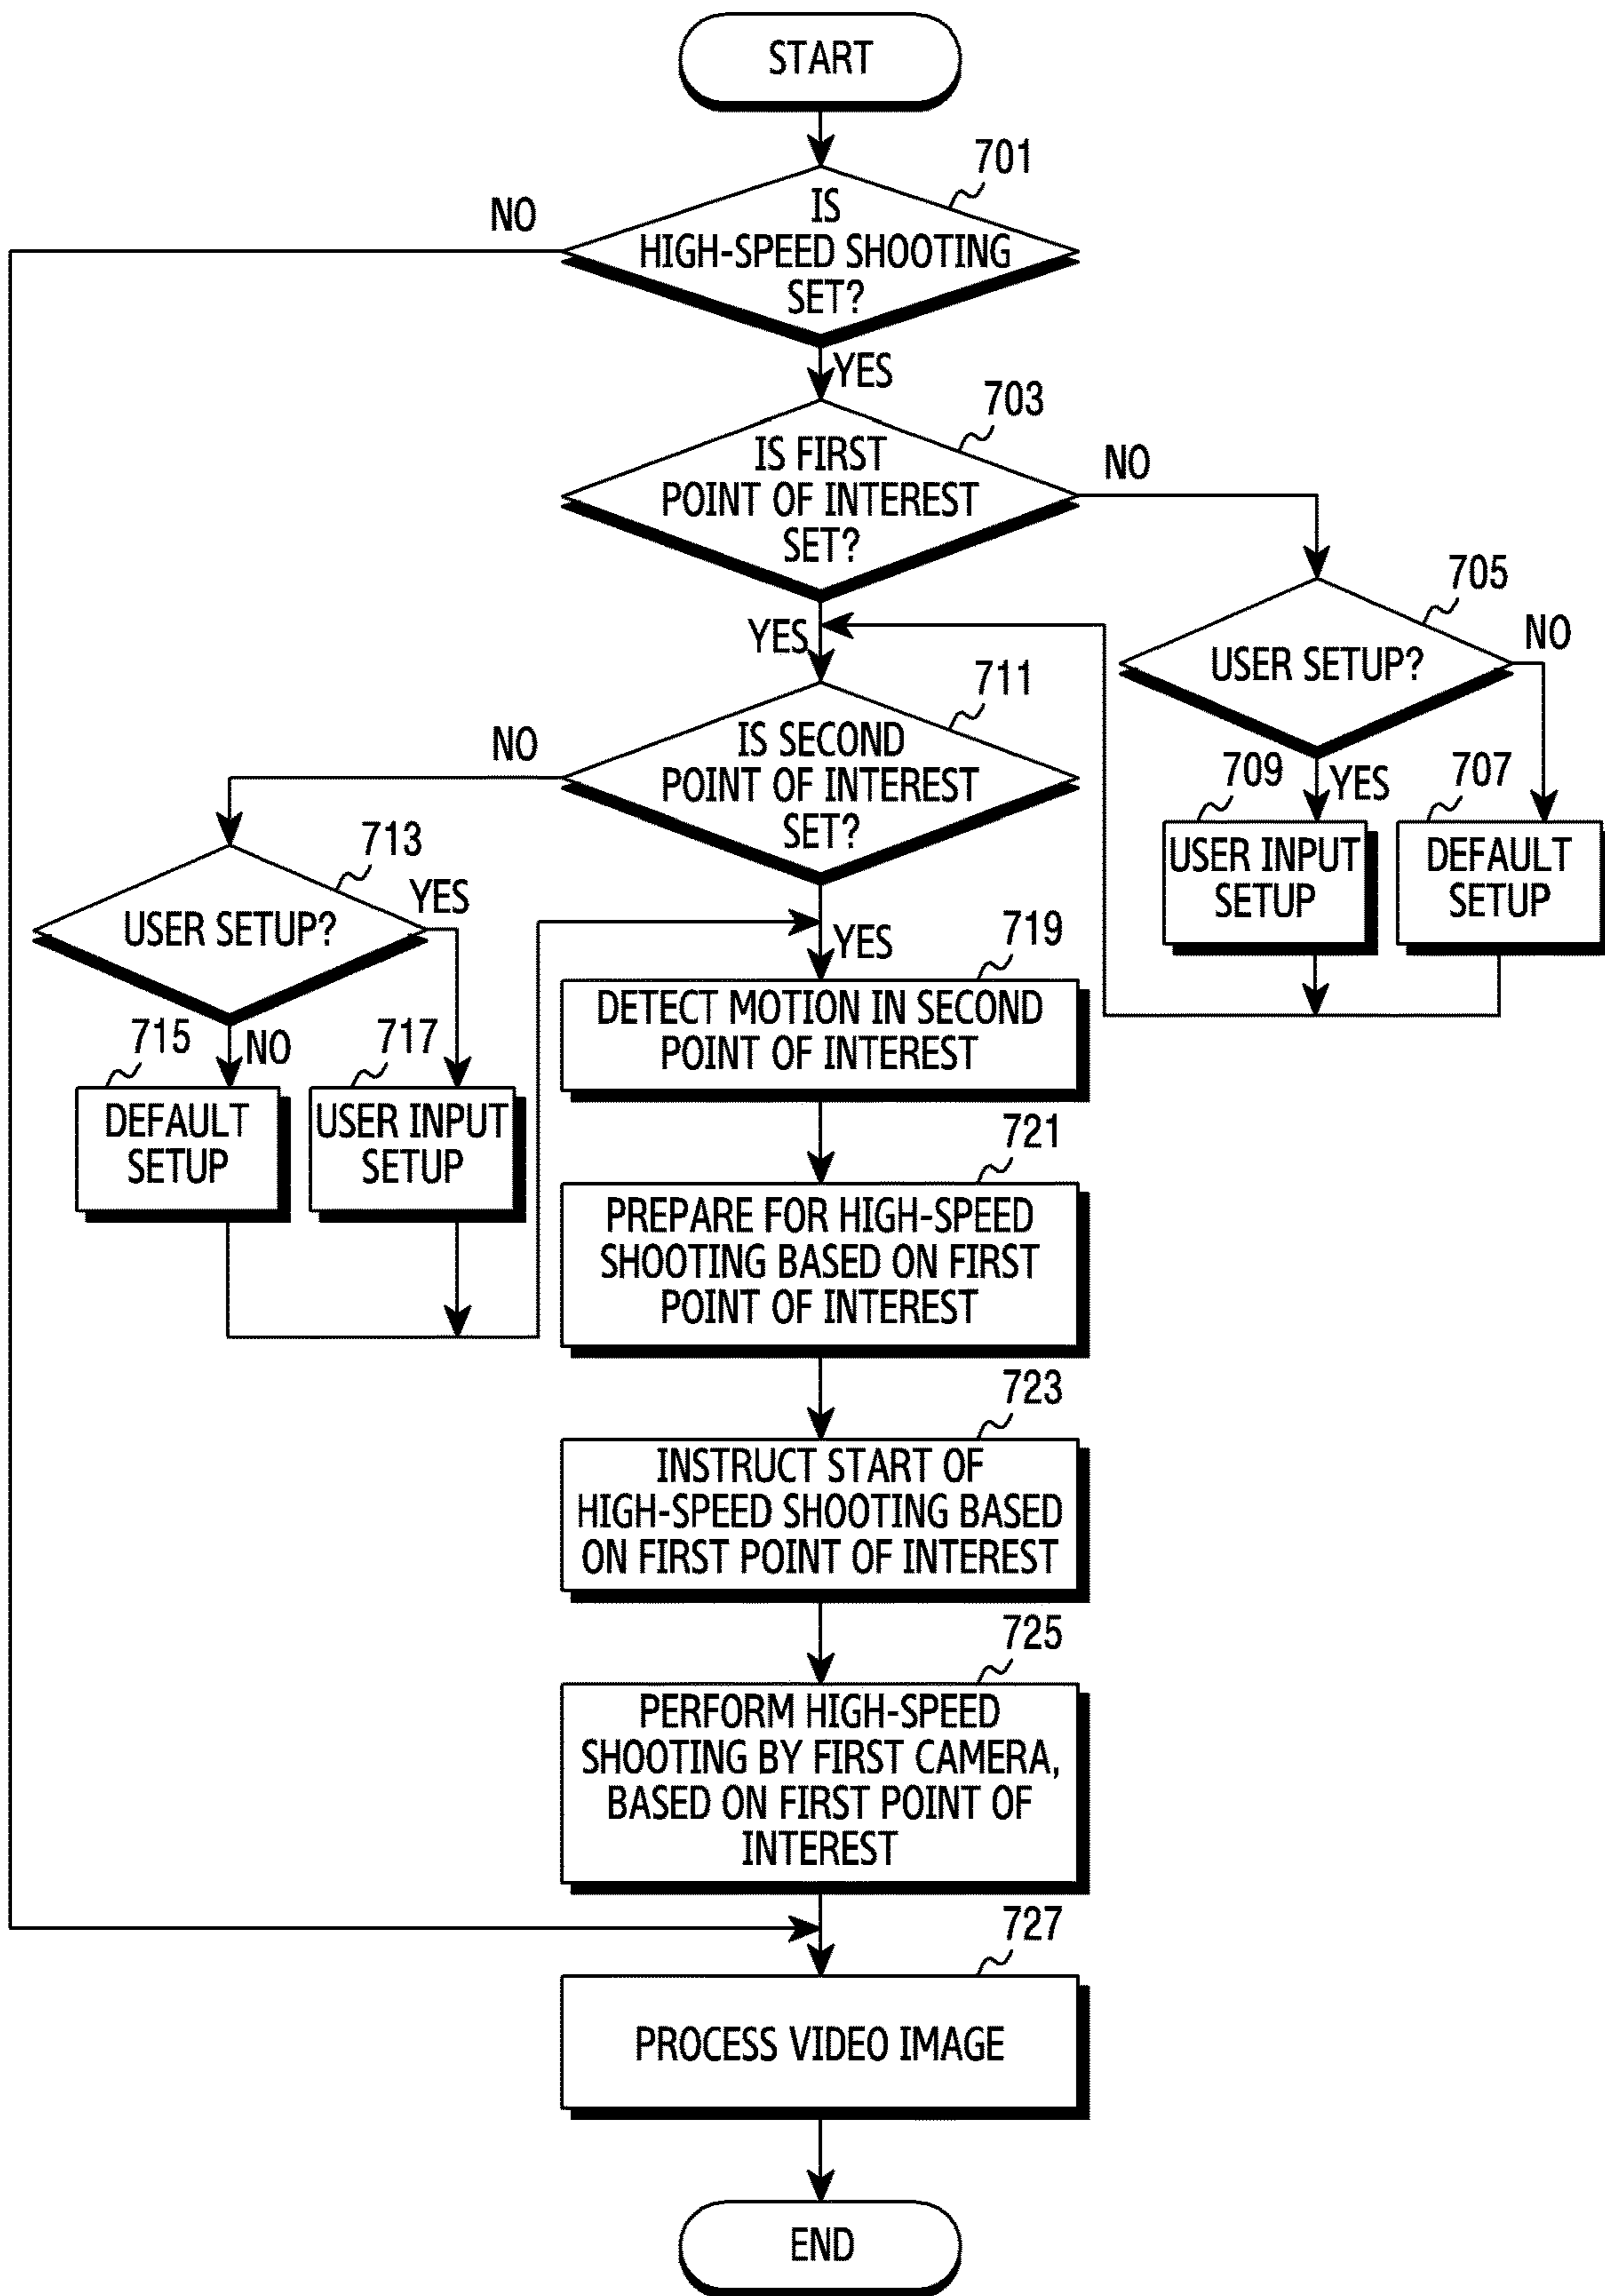 START
701
NO
IS
HIGH-SPEED SHOOTING
SET?
YES
703
IS FIRST
POINT OF INTEREST
SET?
NO
705
USER SETUP?
NO
YES
711
NO
IS SECOND
POINT OF INTEREST
SET?
709
YES
707
USER INPUT
SETUP
DEFAULT
SETUP
713
USER SETUP?
YES
YES
719
DETECT MOTION IN SECOND
POINT OF INTEREST
715
NO
717
DEFAULT
SETUP
USER INPUT
SETUP
721
PREPARE FOR HIGH-SPEED
SHOOTING BASED ON FIRST
POINT OF INTEREST
723
INSTRUCT START OF
HIGH-SPEED SHOOTING BASED
ON FIRST POINT OF INTEREST
725
PERFORM HIGH-SPEED
SHOOTING BY FIRST CAMERA,
BASED ON FIRST POINT OF
INTEREST
727
PROCESS VIDEO IMAGE
END